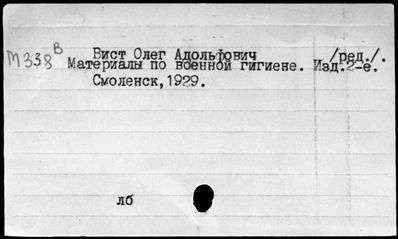 М338 В
Вист Олег Адольфович /ред./.
Материалы по военной гигиене. Изд.2-е.
Смоленск,1929.
лб